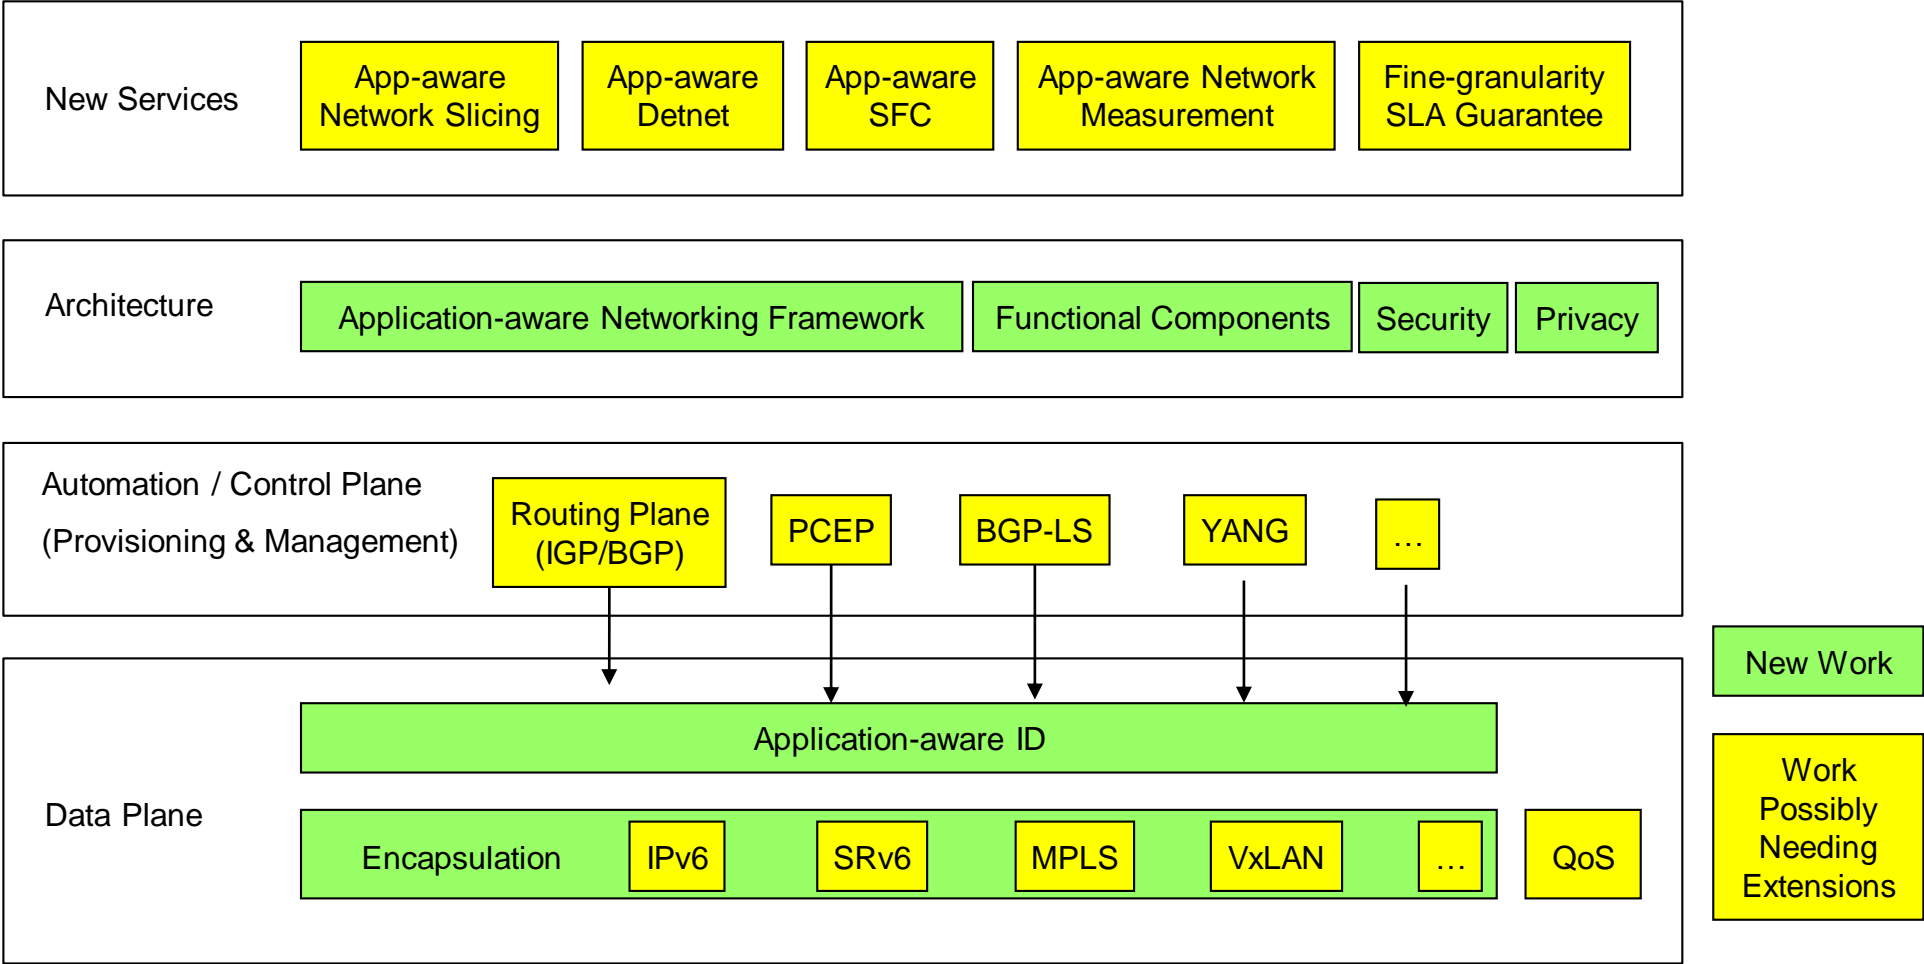 New Services
App-aware
Network Slicing
App-aware
Detnet
App-aware
SFC
App-aware Network
Measurement
Fine-granularity
SLA Guarantee
Architecture
Application-aware Networking Framework
Functional Components
Security
Privacy
Automation / Control Plane
(Provisioning & Management)
Routing Plane
(IGP/BGP)
PCEP
BGP-LS
YANG
…
New Work
Work
Possibly
Needing
Extensions
Data Plane
Application-aware ID
Encapsulation
IPv6
SRv6
MPLS
VxLAN
…
QoS